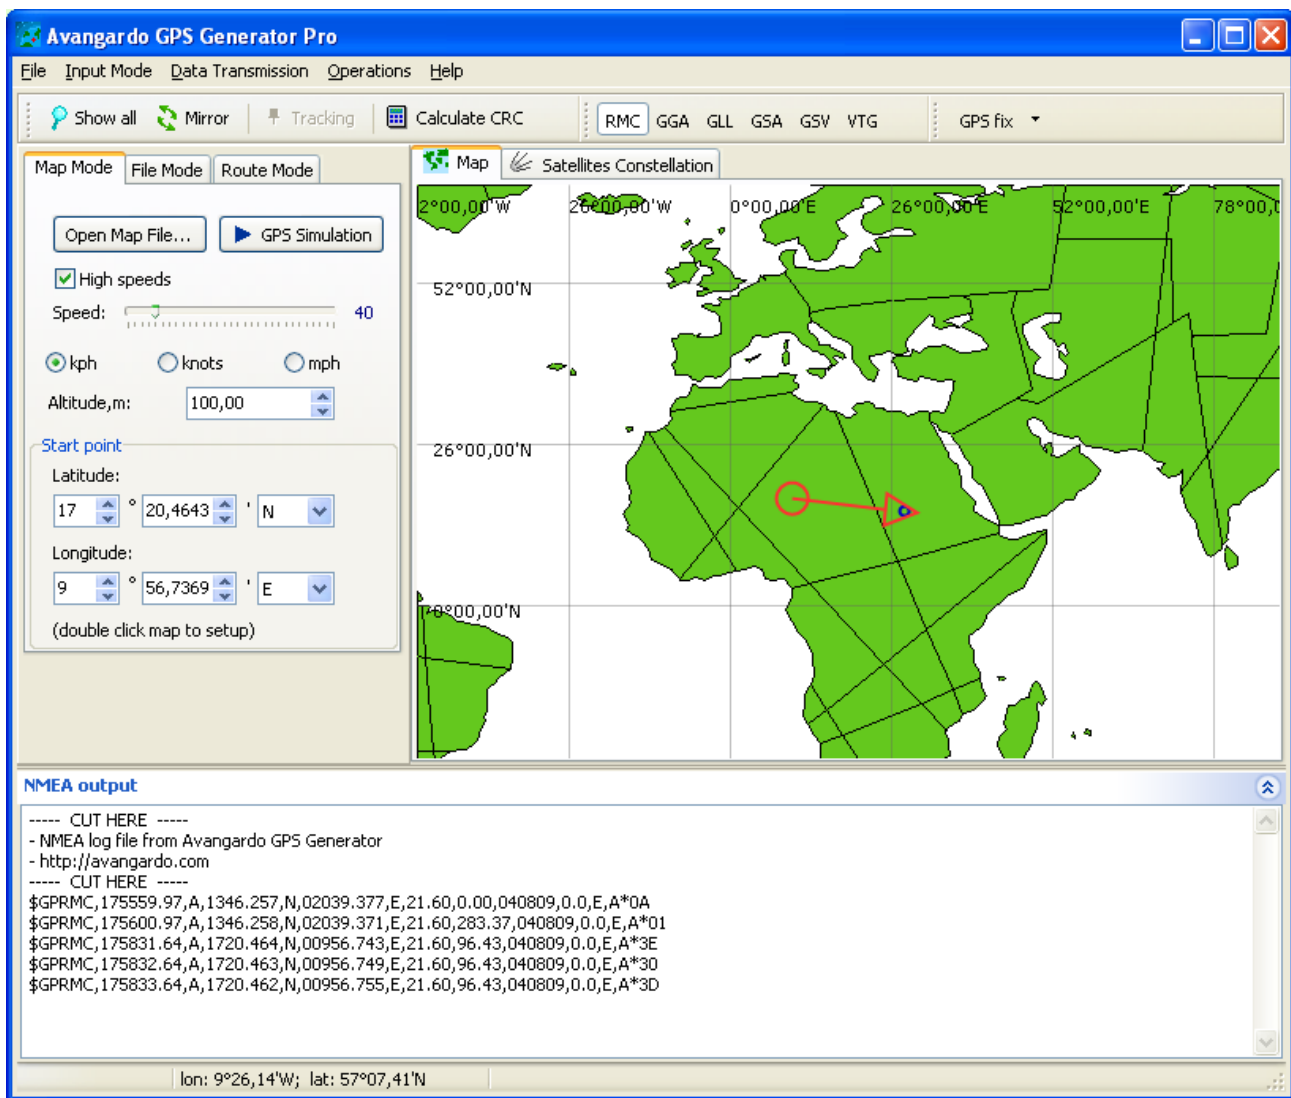 Avangardo GPS Generator Pro
File Input Mode Data Transmission Operations Help
Show all Mirror Tracking Calculate CRC RMC GGA GLL GSA GSV VTG GPS fix
Map Mode File Mode Route Mode
Map Satellites Constellation
Open Map File... GPS Simulation
High speeds
Speed: 40
kph knots mph
Altitude,m: 100,00
Start point
Latitude:
17 ° 20,4643 ' N
Longitude:
9 ° 56,7369 ' E
(double click map to setup)
2°00,00'W 26°00,00'W 0°00,00'E 26°00,00'E 52°00,00'E 78°00,0
52°00,00'N
26°00,00'N
0°00,00'N
NMEA output
----- CUT HERE -----
- NMEA log file from Avangardo GPS Generator
- http://avangardo.com
----- CUT HERE -----
$GPRMC,175559.97,A,1346.257,N,02039.377,E,21.60,0.00,040809,0.0,E,A*0A
$GPRMC,175600.97,A,1346.258,N,02039.371,E,21.60,283.37,040809,0.0,E,A*01
$GPRMC,175831.64,A,1720.464,N,00956.743,E,21.60,96.43,040809,0.0,E,A*3E
$GPRMC,175832.64,A,1720.463,N,00956.749,E,21.60,96.43,040809,0.0,E,A*30
$GPRMC,175833.64,A,1720.462,N,00956.755,E,21.60,96.43,040809,0.0,E,A*3D
lon: 9°26,14'W; lat: 57°07,41'N